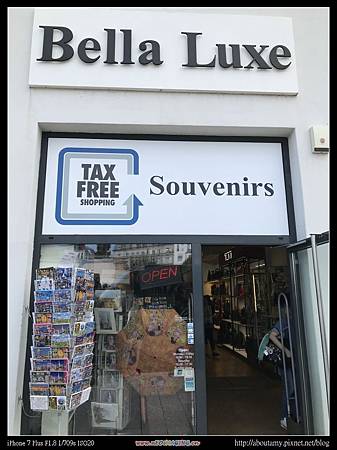 Bella Luxe
TAX
FREE
SHOPPING
Souvenirs
OPEN
iPhone 7 Plus F1.8 1/709s ISO20
http://aboutamy.pixnet.net/blog